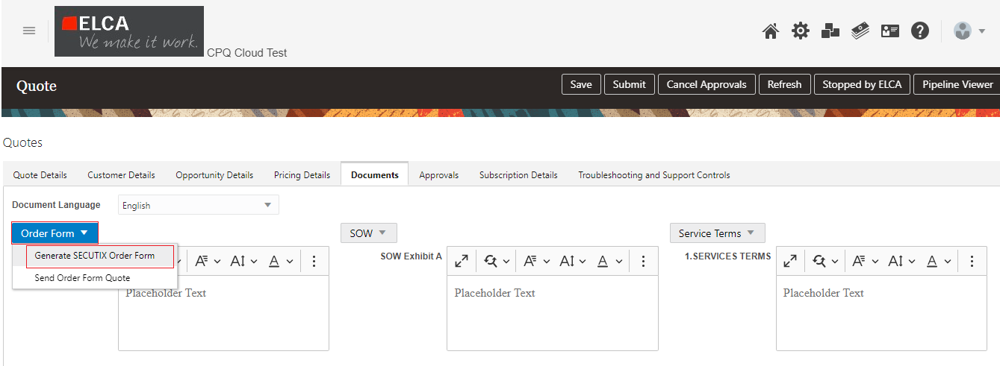 ELCA
We make it work.
CPQ Cloud Test
Quote
Save
Submit
Cancel Approvals
Refresh
Stopped by ELCA
Pipeline Viewer
Quotes
Quote Details
Customer Details
Opportunity Details
Pricing Details
Documents
Approvals
Subscription Details
Troubleshooting and Support Controls
Document Language
English
Order Form
SOW
Service Terms
Generate SECUTIX Order Form
Send Order Form Quote
SOW Exhibit A
1.SERVICES TERMS
Placeholder Text
Placeholder Text
Placeholder Text